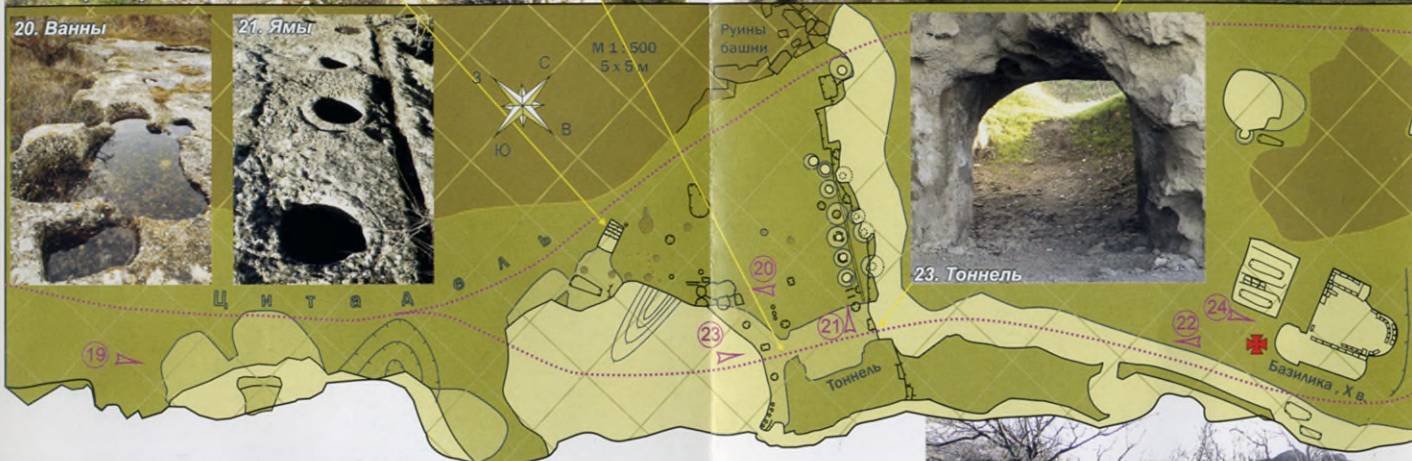 20. Ванны
21. Ямы
З
С
В
Ю
М 1:500
5 х 5 м
Руины
башни
23. Тоннель
Цитадель
19
20
21
22
23
24
Тоннель
Базилика, X в.